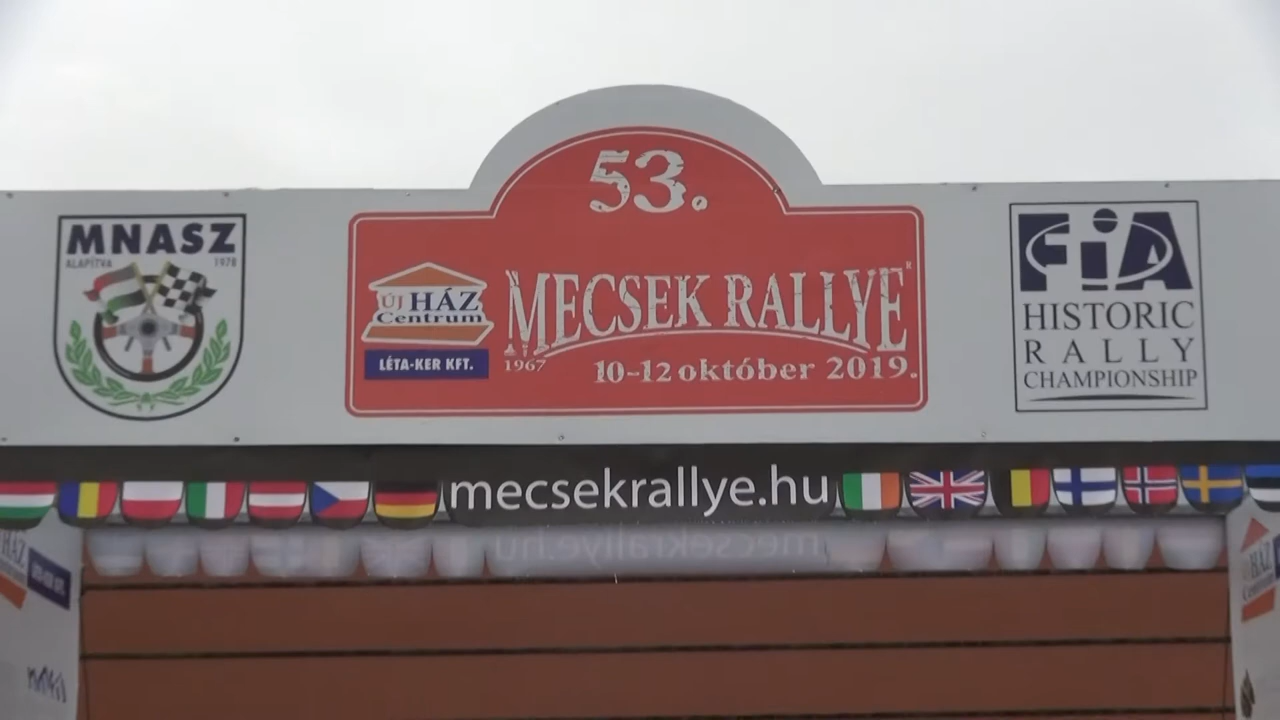 53.
MNASZ
ALAPÍTVA 1978
ÚJ HÁZ
Centrum
LÉTA-KER KFT.
MECSEK RALLYE
1967
10-12 október 2019.
FiA
HISTORIC
RALLY
CHAMPIONSHIP
mecsekrallye.hu